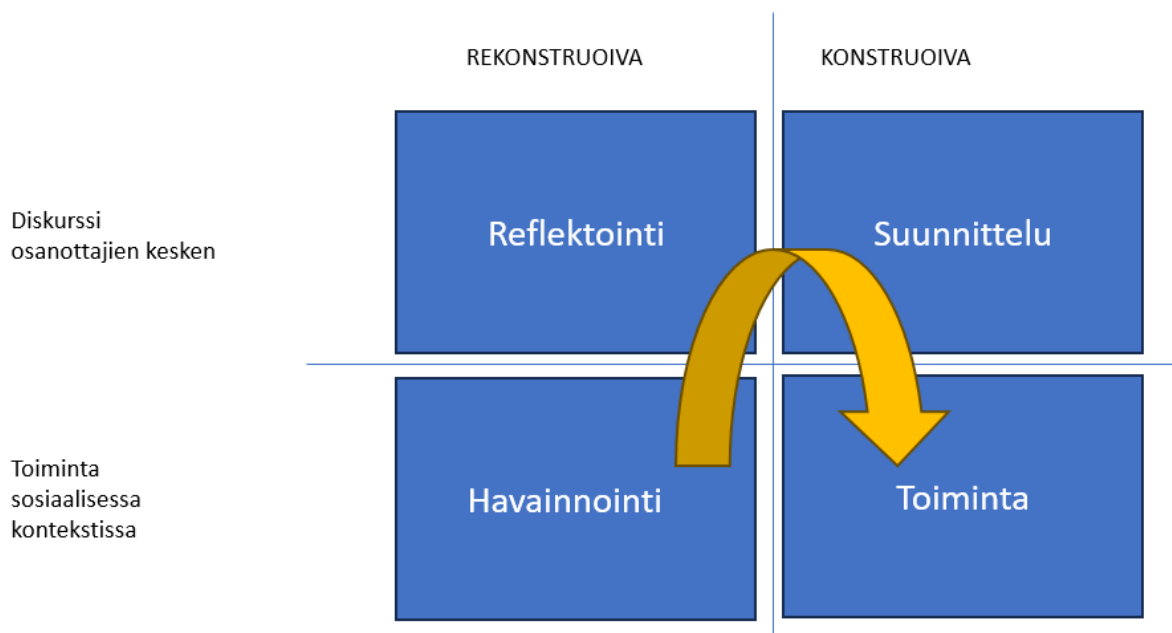 REKONSTRUOIVA
KONSTRUOIVA
Diskurssi
osanottajien kesken
Reflektointi
Suunnittelu
Toiminta
sosiaalisessa
kontekstissa
Havainnointi
Toiminta